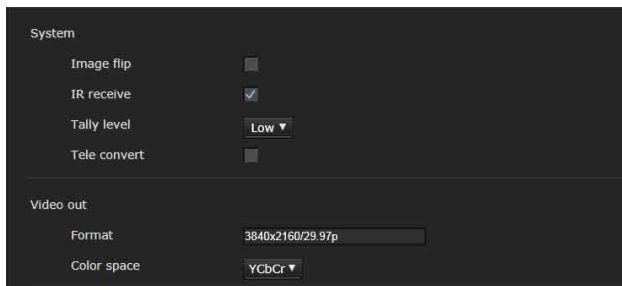 System
Image flip
IR receive
Tally level Low
Tele convert
Video out
Format 3840x2160/29.97p
Color space YCbCr